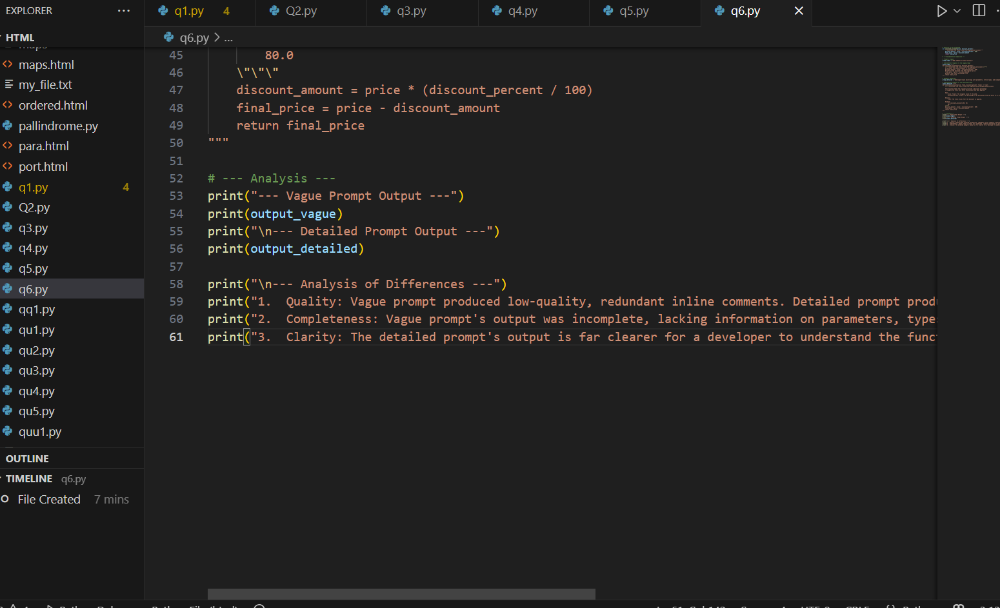 EXPLORER ...
HTML
maps.html
my_file.txt
ordered.html
pallindrome.py
para.html
port.html
q1.py 4
Q2.py
q3.py
q4.py
q5.py
q6.py
qq1.py
qu1.py
qu2.py
qu3.py
qu4.py
qu5.py
quu1.py
OUTLINE
TIMELINE q6.py
File Created 7 mins
q1.py 4 Q2.py q3.py q4.py q5.py q6.py
q6.py > ...
45 80.0
46 \"\"\"
47 discount_amount = price * (discount_percent / 100)
48 final_price = price - discount_amount
49 return final_price
50 """
51
52 # --- Analysis ---
53 print("--- Vague Prompt Output ---")
54 print(output_vague)
55 print("\n--- Detailed Prompt Output ---")
56 print(output_detailed)
57
58 print("\n--- Analysis of Differences ---")
59 print("1.  Quality: Vague prompt produced low-quality, redundant inline comments. Detailed prompt prod
60 print("2.  Completeness: Vague prompt's output was incomplete, lacking information on parameters, types
61 print("3.  Clarity: The detailed prompt's output is far clearer for a developer to understand the func